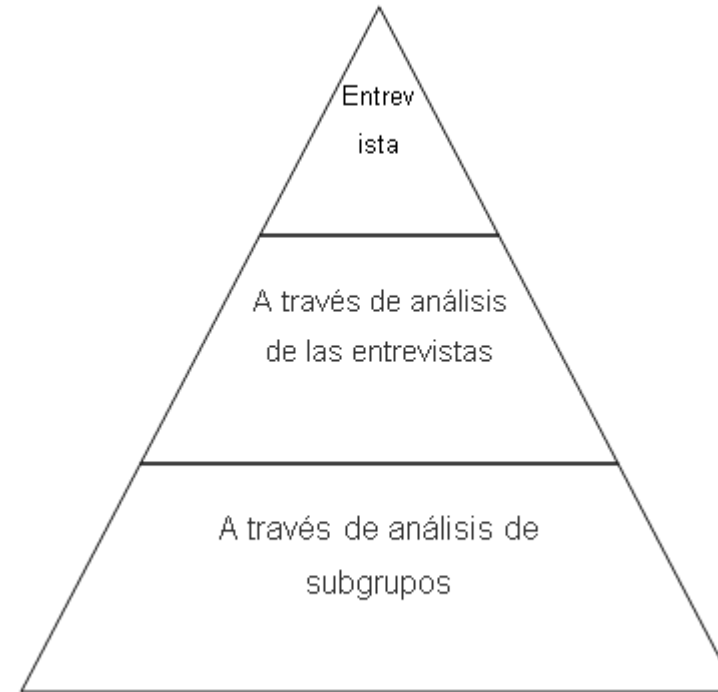 Entrev
ista
A través de análisis
de las entrevistas
A través de análisis de
subgrupos